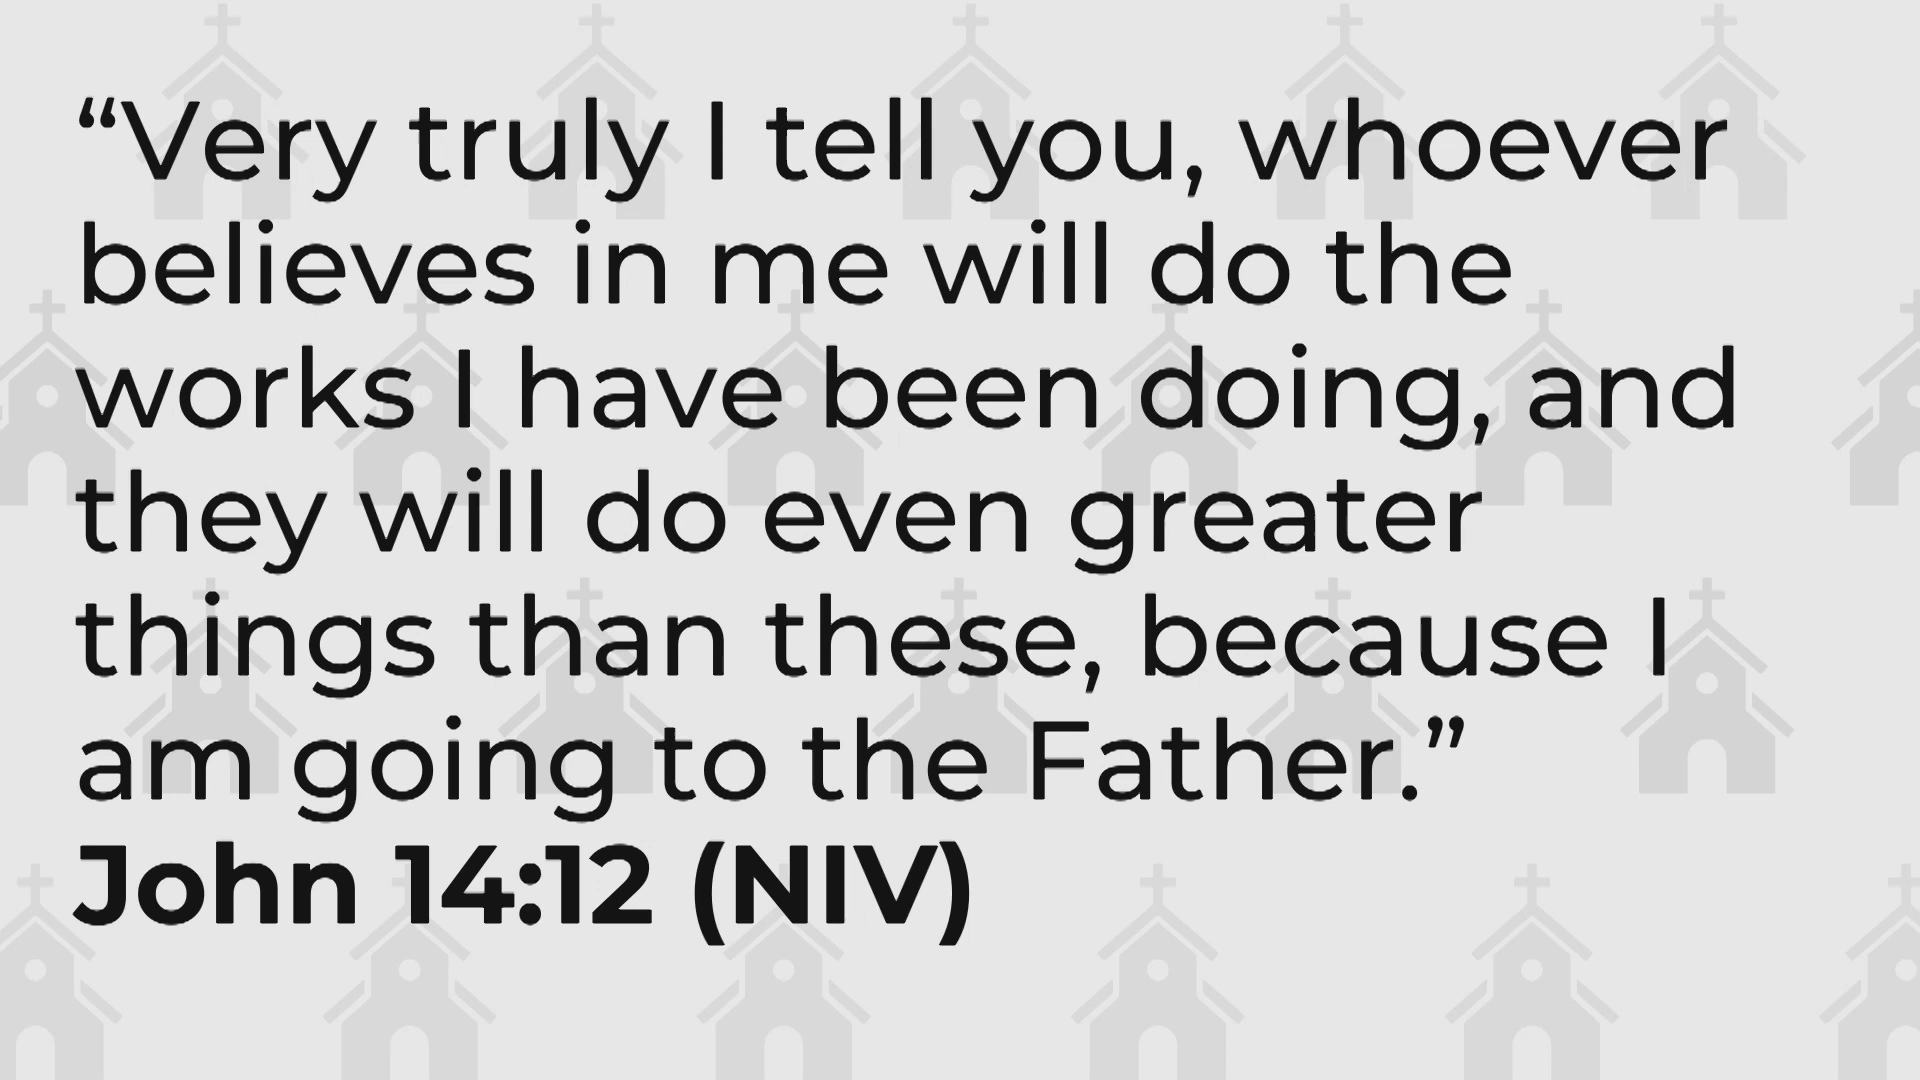 “Very truly I tell you, whoever
believes in me will do the
works I have been doing, and
they will do even greater
things than these, because I
am going to the Father.”
John 14:12 (NIV)